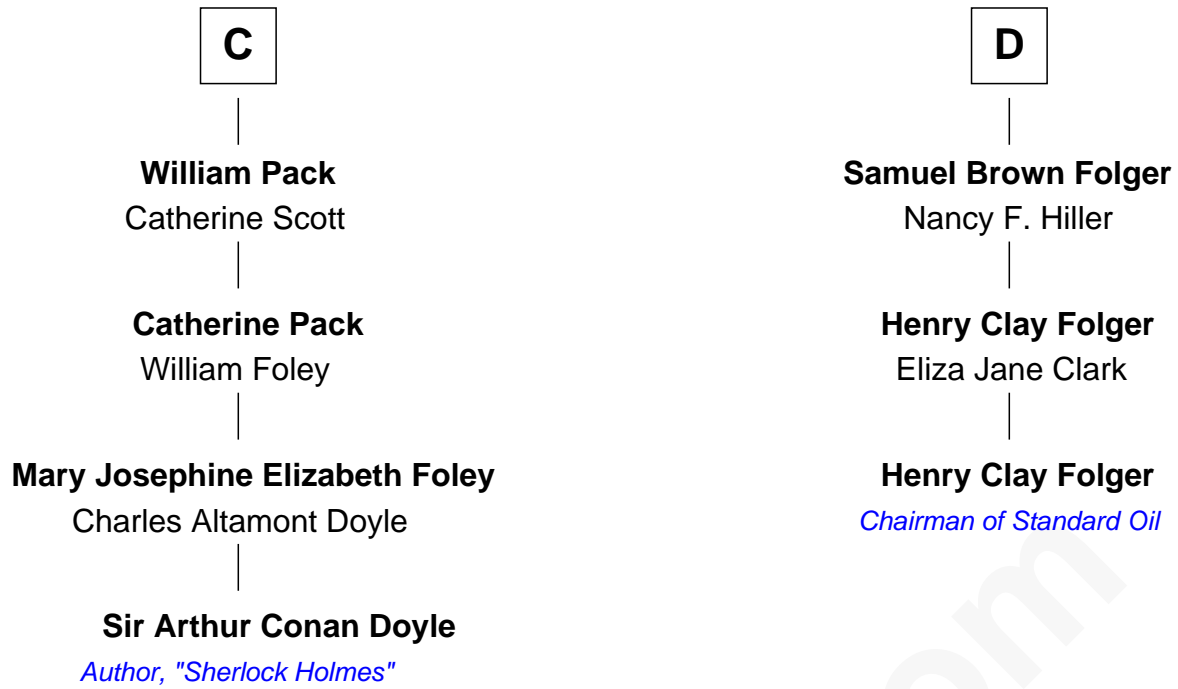 C
William Pack
Catherine Scott
Catherine Pack
William Foley
Mary Josephine Elizabeth Foley
Charles Altamont Doyle
Sir Arthur Conan Doyle
Author, "Sherlock Holmes"
D
Samuel Brown Folger
Nancy F. Hiller
Henry Clay Folger
Eliza Jane Clark
Henry Clay Folger
Chairman of Standard Oil
om